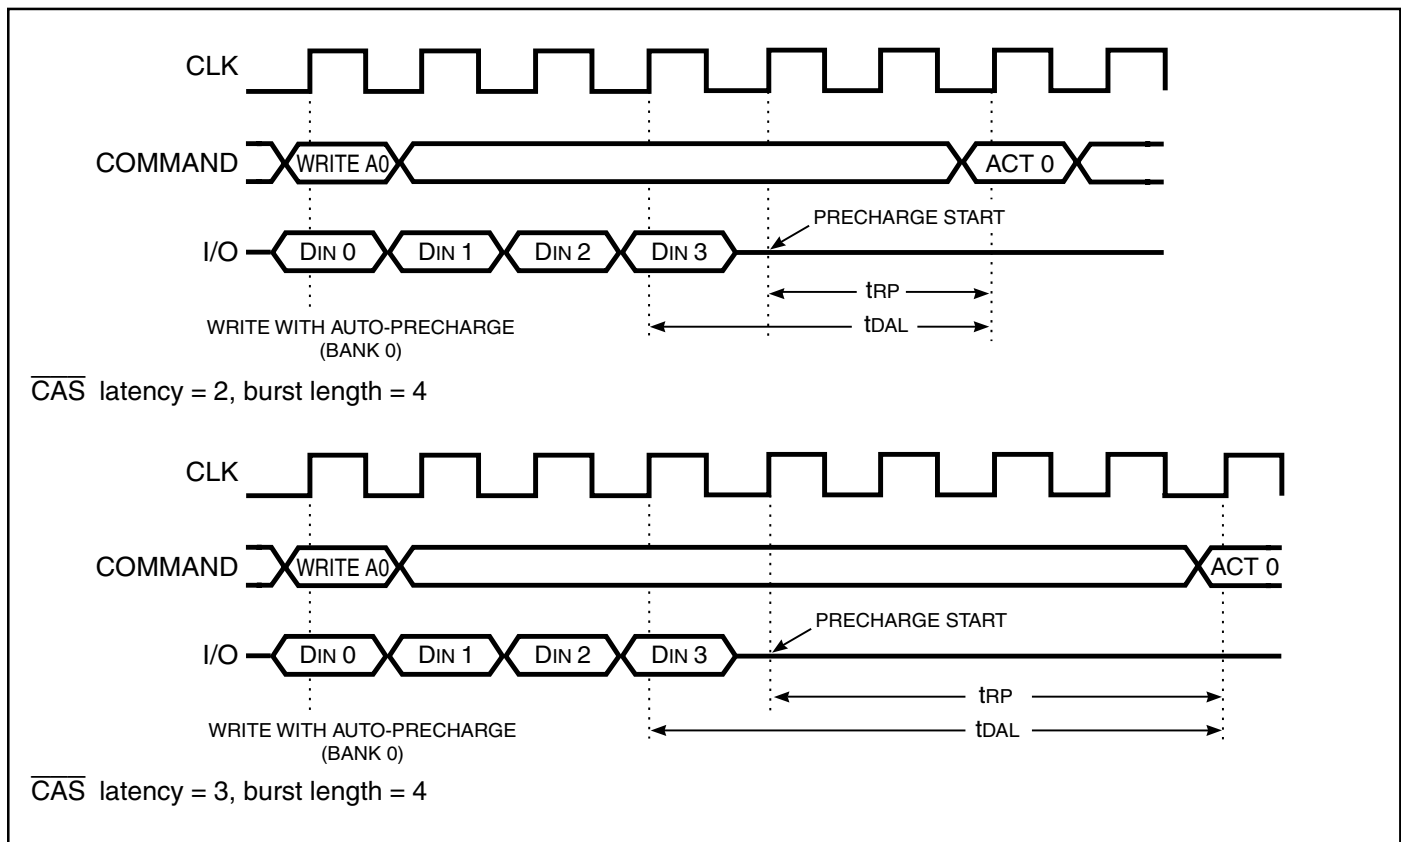 CLK
COMMAND WRITE A0 ACT 0
PRECHARGE START
I/O DIN 0 DIN 1 DIN 2 DIN 3
tRP
tDAL
WRITE WITH AUTO-PRECHARGE
(BANK 0)
CAS latency = 2, burst length = 4
CLK
COMMAND WRITE A0 ACT 0
PRECHARGE START
I/O DIN 0 DIN 1 DIN 2 DIN 3
tRP
tDAL
WRITE WITH AUTO-PRECHARGE
(BANK 0)
CAS latency = 3, burst length = 4